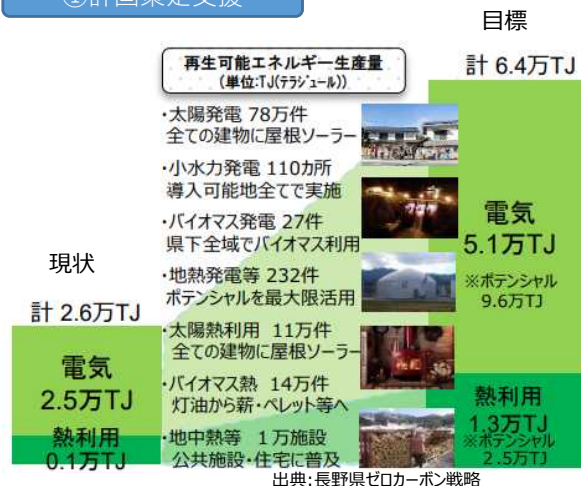 ①計画策定支援
目標
再生可能エネルギー生産量
(単位:TJ(テラジュール))
計 6.4万TJ
・太陽発電 78万件
全ての建物に屋根ソーラー
・小水力発電 110カ所
導入可能地全てで実施
・バイオマス発電 27件
県下全域でバイオマス利用
・地熱発電等 232件
ポテンシャルを最大限活用
・太陽熱利用 11万件
全ての建物に屋根ソーラー
・バイオマス熱 14万件
灯油から薪・ペレット等へ
・地中熱等 1万施設
公共施設・住宅に普及
現状
計 2.6万TJ
電気
2.5万TJ
熱利用
0.1万TJ
電気
5.1万TJ
※ポテンシャル
9.6万TJ
熱利用
1.3万TJ
※ポテンシャル
2.5万TJ
出典:長野県ゼロカーボン戦略